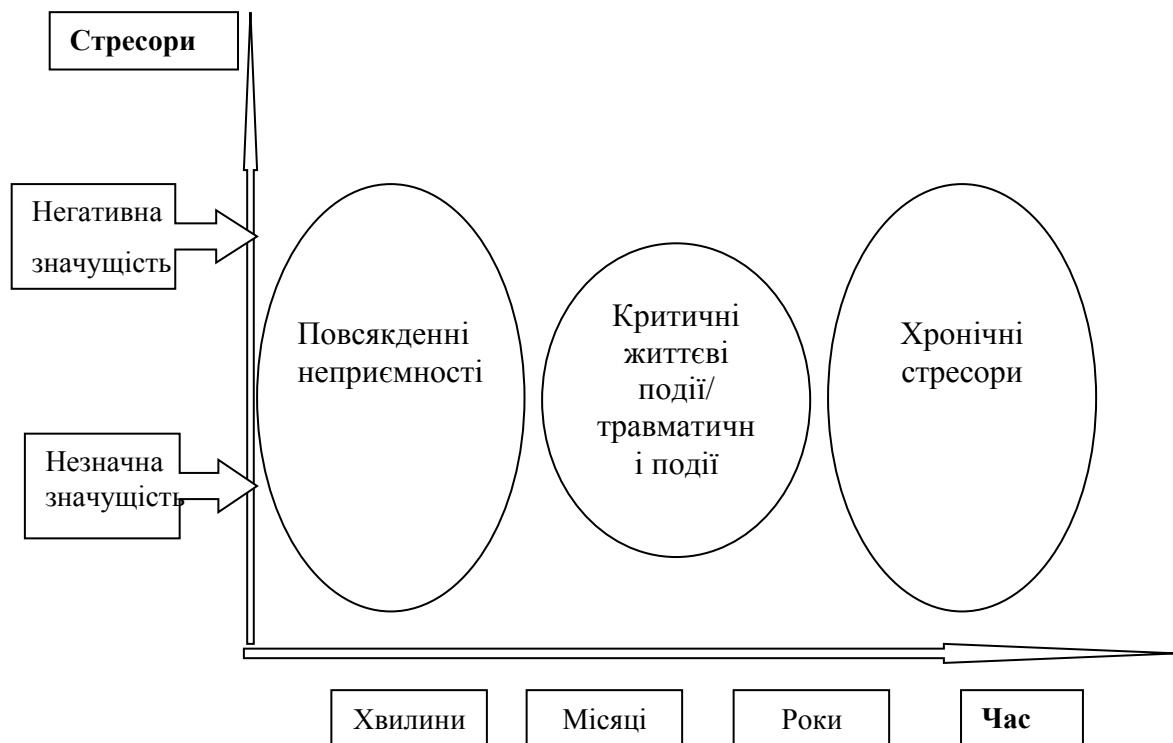 Стресори
Негативна
значущість
Повсякденні
неприємності
Критичні
життєві
події/
травматичн
і події
Хронічні
стресори
Незначна
значущість
Хвилини
Місяці
Роки
Час